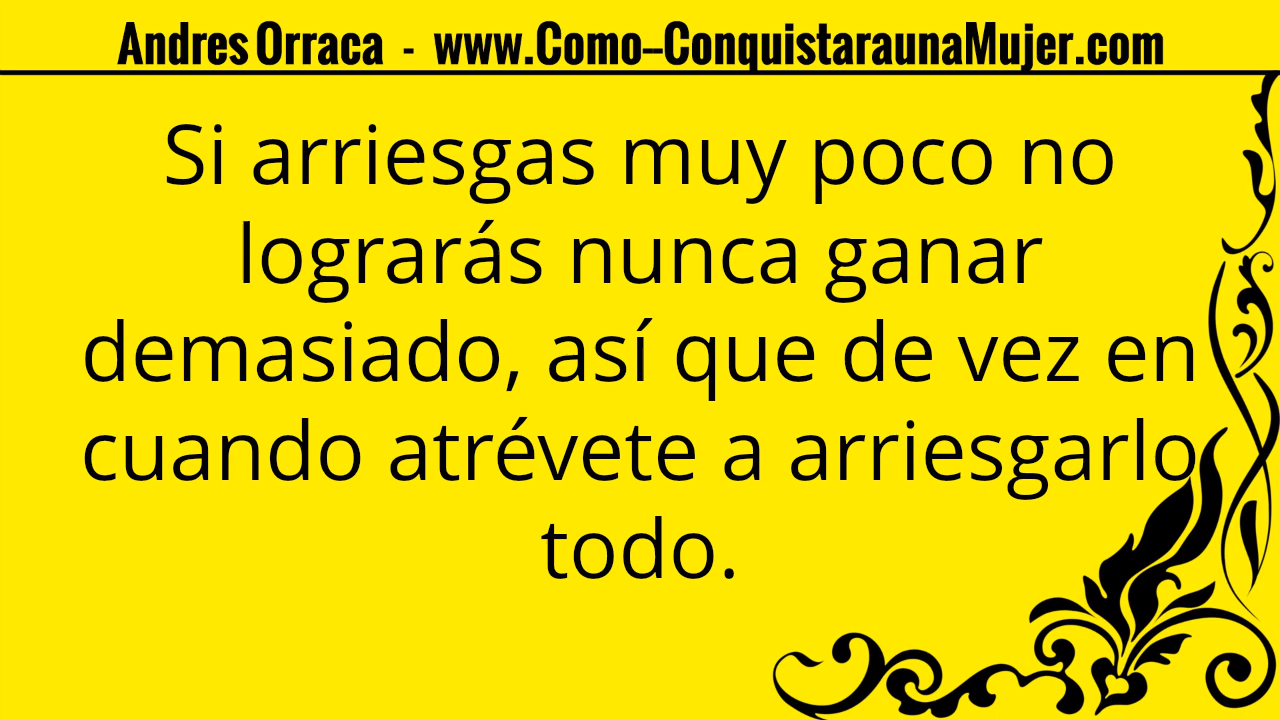 Andres Orraca - www.Como--ConquistaraunaMujer.com
Si arriesgas muy poco no
lograrás nunca ganar
demasiado, así que de vez en
cuando atrévete a arriesgarlo
todo.